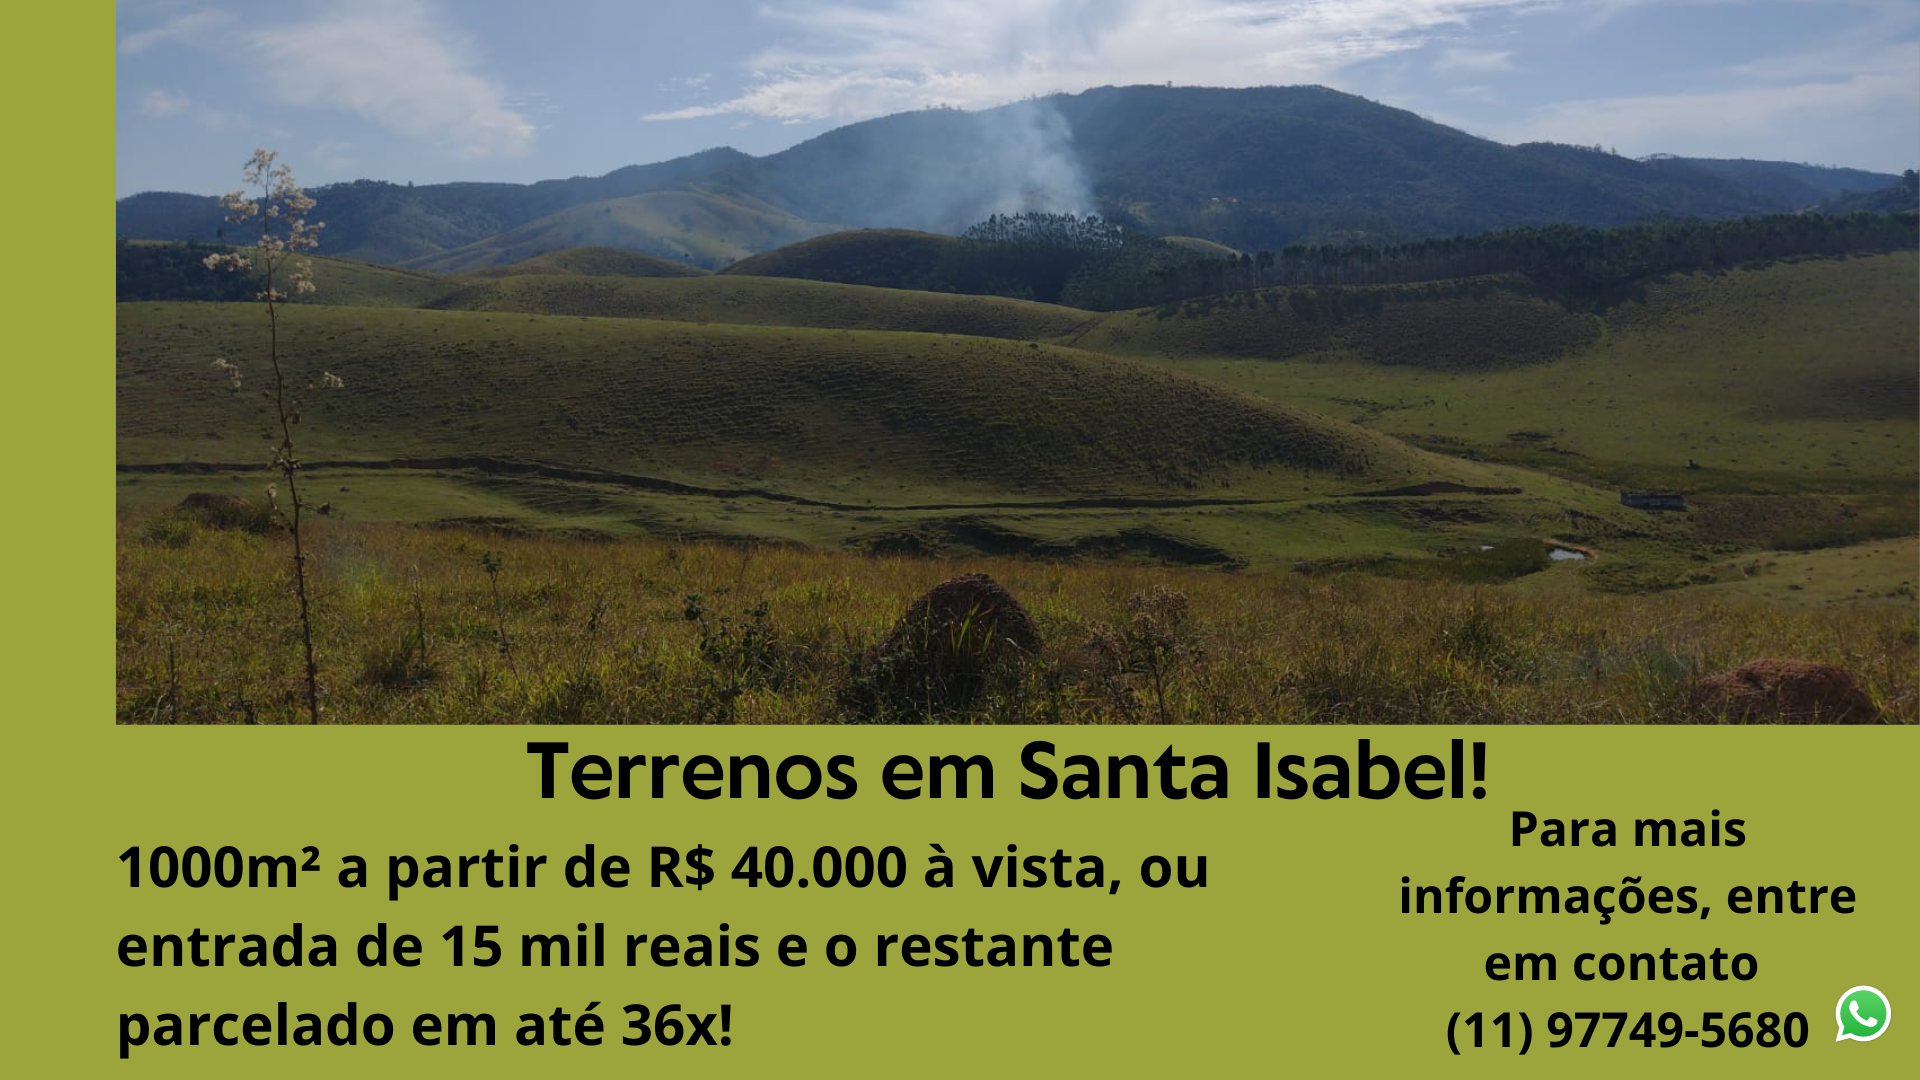 Terrenos em Santa Isabel!
1000m² a partir de R$ 40.000 à vista, ou
entrada de 15 mil reais e o restante
parcelado em até 36x!
Para mais
informações, entre
em contato
(11) 97749-5680